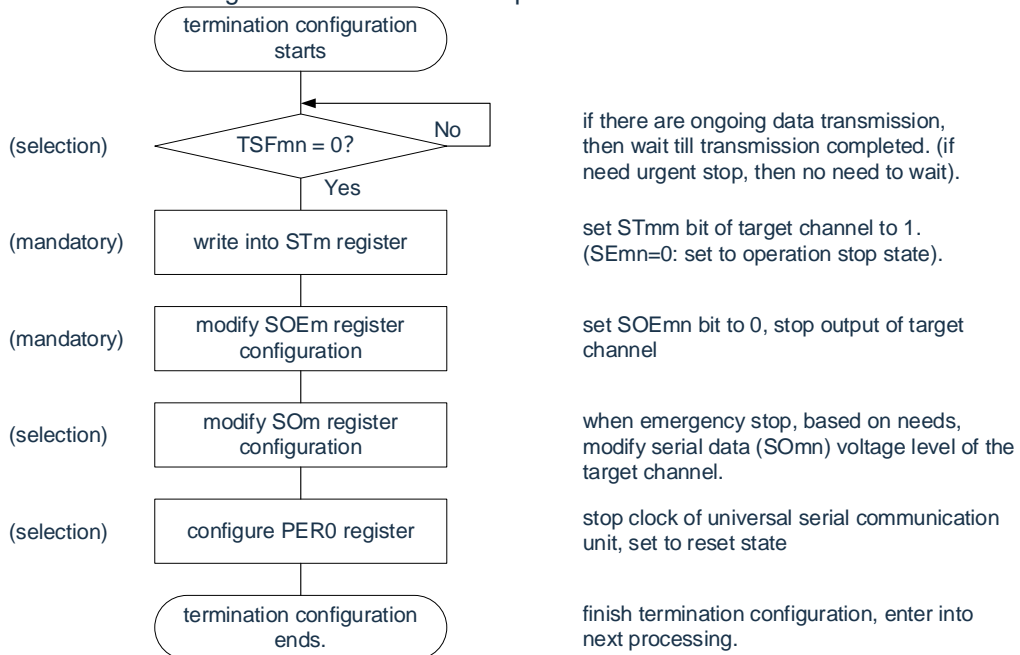 termination configuration
starts
(selection)
TSFmn = 0?
No
Yes
if there are ongoing data transmission,
then wait till transmission completed. (if
need urgent stop, then no need to wait).
(mandatory)
write into STm register
set STmm bit of target channel to 1.
(SEmn=0: set to operation stop state).
(mandatory)
modify SOEm register
configuration
set SOEmn bit to 0, stop output of target
channel
(selection)
modify SOm register
configuration
when emergency stop, based on needs,
modify serial data (SOmn) voltage level of the
target channel.
(selection)
configure PER0 register
stop clock of universal serial communication
unit, set to reset state
termination configuration
ends.
finish termination configuration, enter into
next processing.